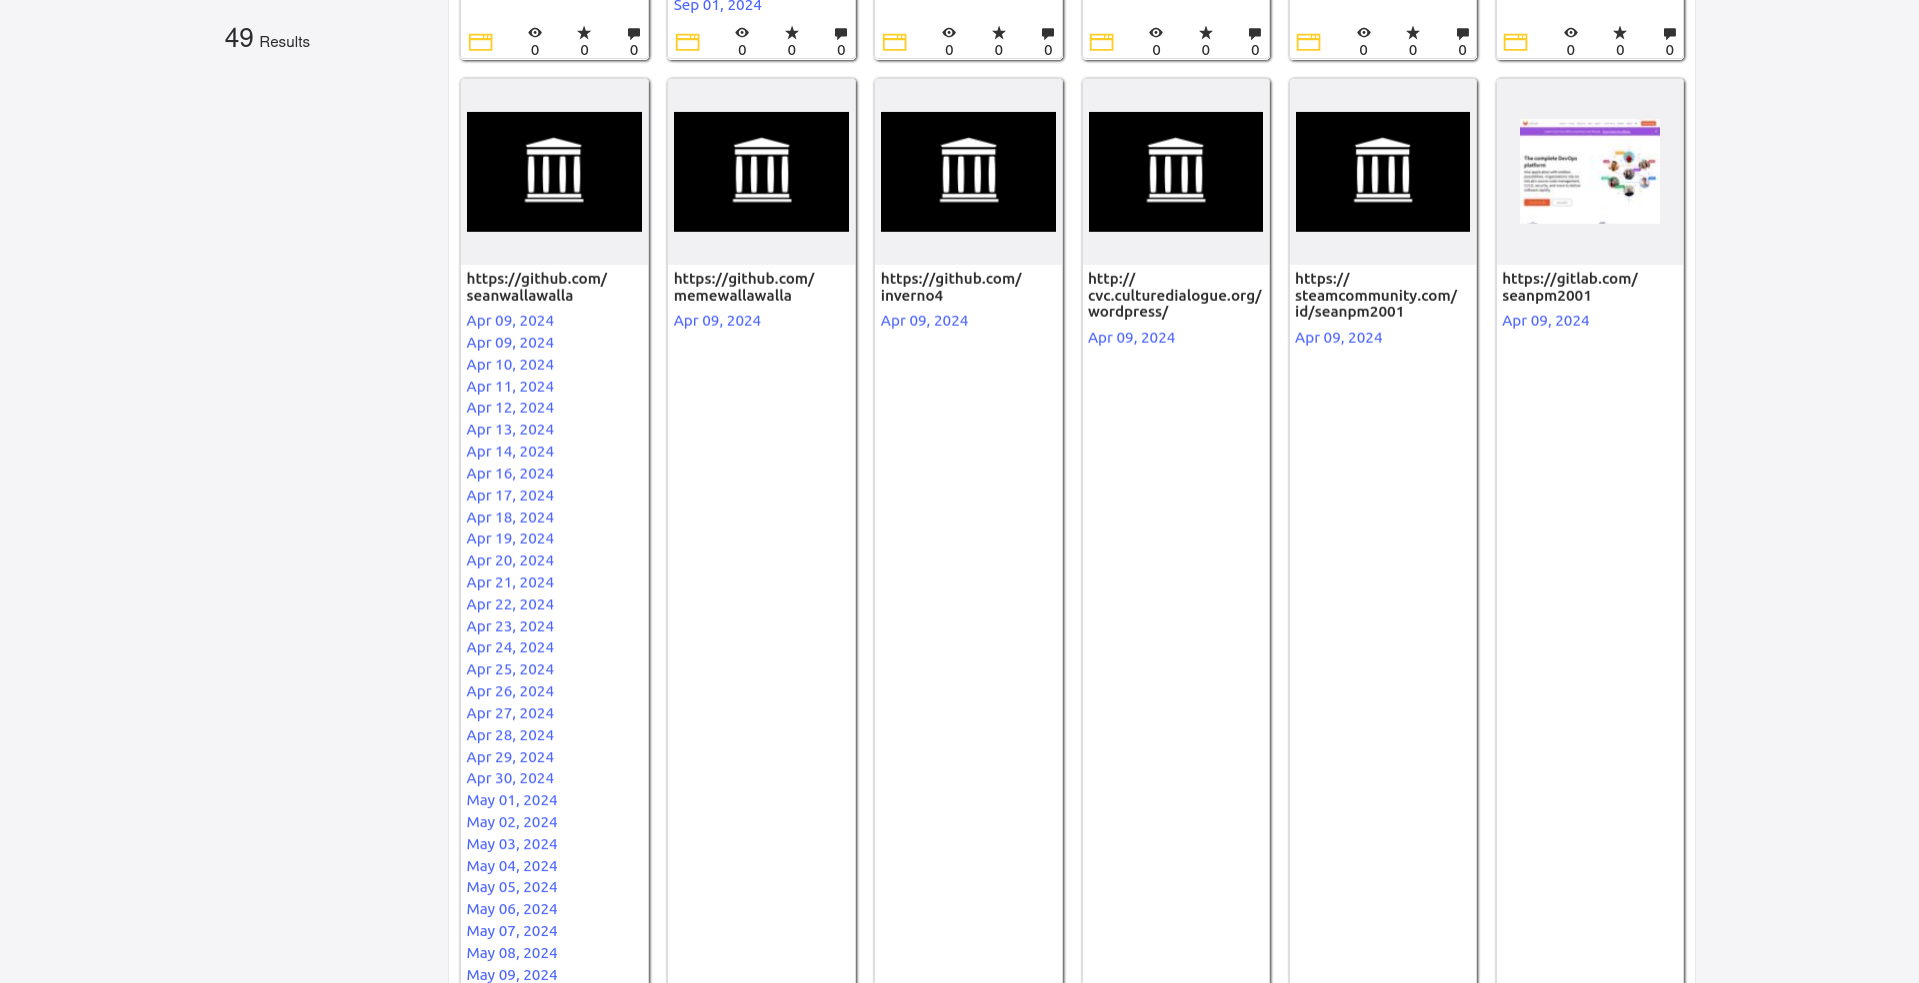 49 Results
Sep 01, 2024
0 0 0
0 0 0
0 0 0
0 0 0
0 0 0
0 0 0
https://github.com/
seanwallawalla
Apr 09, 2024
Apr 09, 2024
Apr 10, 2024
Apr 11, 2024
Apr 12, 2024
Apr 13, 2024
Apr 14, 2024
Apr 16, 2024
Apr 17, 2024
Apr 18, 2024
Apr 19, 2024
Apr 20, 2024
Apr 21, 2024
Apr 22, 2024
Apr 23, 2024
Apr 24, 2024
Apr 25, 2024
Apr 26, 2024
Apr 27, 2024
Apr 28, 2024
Apr 29, 2024
Apr 30, 2024
May 01, 2024
May 02, 2024
May 03, 2024
May 04, 2024
May 05, 2024
May 06, 2024
May 07, 2024
May 08, 2024
May 09, 2024
https://github.com/
memewallawalla
Apr 09, 2024
https://github.com/
inverno4
Apr 09, 2024
http://
cvc.culturedialogue.org/
wordpress/
Apr 09, 2024
https://
steamcommunity.com/
id/seanpm2001
Apr 09, 2024
The complete DevOps
platform
https://gitlab.com/
seanpm2001
Apr 09, 2024